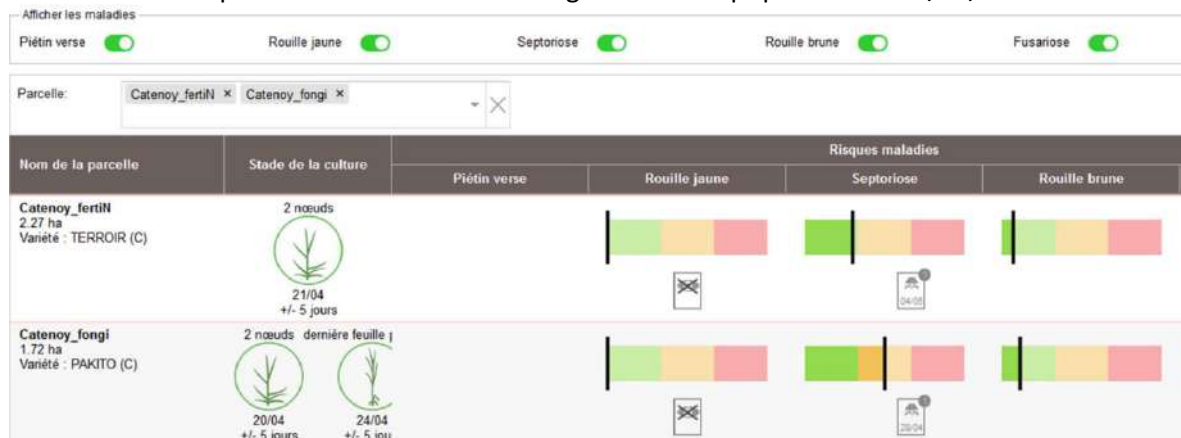 Afficher les maladies
Piétin verse Rouille jaune Septoriose Rouille brune Fusariose
Parcelle: Catenoy_fertiN × Catenoy_fongi ×
Nom de la parcelle Stade de la culture Risques maladies
Piétin verse Rouille jaune Septoriose Rouille brune
Catenoy_fertiN
2.27 ha
Variété : TERROIR (C)
2 nœuds
21/04
+/- 5 jours
04/05
Catenoy_fongi
1.72 ha
Variété : PAKITO (C)
2 nœuds dernière feuille
20/04 24/04
+/- 5 jours +/- 5 jou